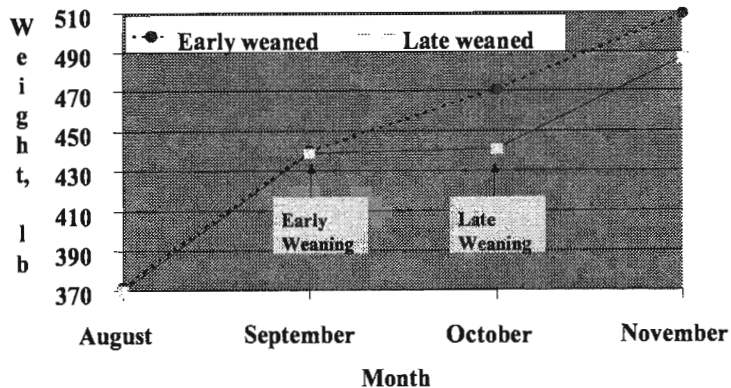 Weight, lb
510
490
470
450
430
410
390
370
Early weaned
Late weaned
Early
Weaning
Late
Weaning
August
September
October
November
Month